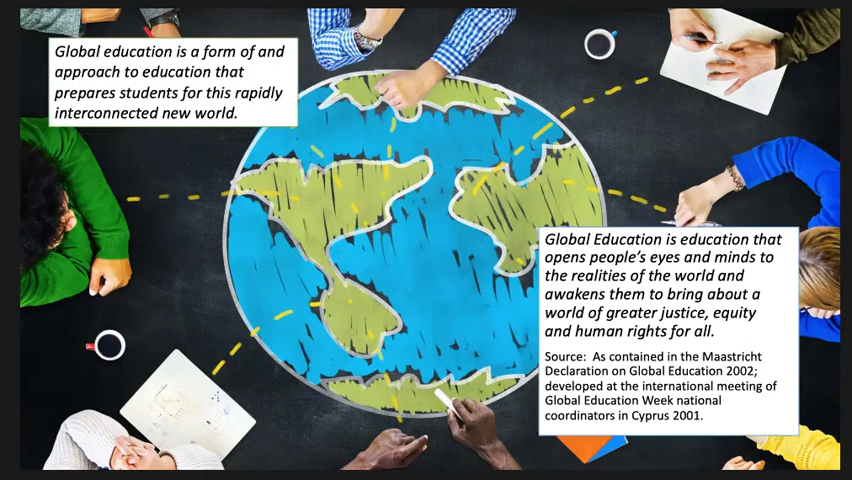 Global education is a form of and
approach to education that
prepares students for this rapidly
interconnected new world.
Global Education is education that
opens people's eyes and minds to
the realities of the world and
awakens them to bring about a
world of greater justice, equity
and human rights for all.
Source:  As contained in the Maastricht
Declaration on Global Education 2002;
developed at the international meeting of
Global Education Week national
coordinators in Cyprus 2001.